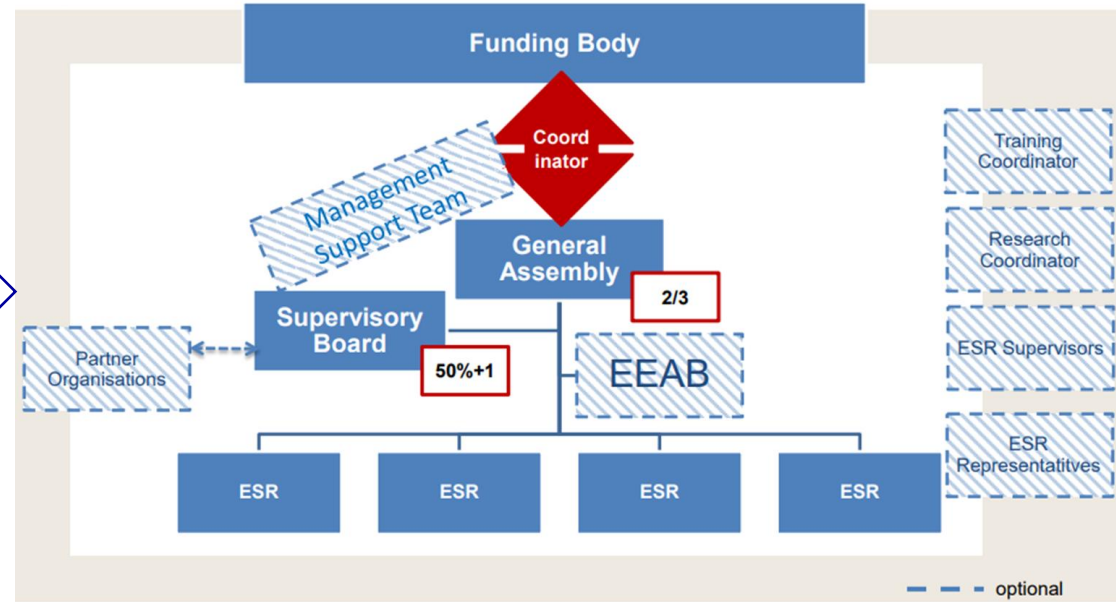 Funding Body
Coord
inator
Management
Support Team
General
Assembly
2/3
Supervisory
Board
50%+1
Partner
Organisations
EEAB
ESR
ESR
ESR
ESR
Training
Coordinator
Research
Coordinator
ESR Supervisors
ESR
Representatitves
optional